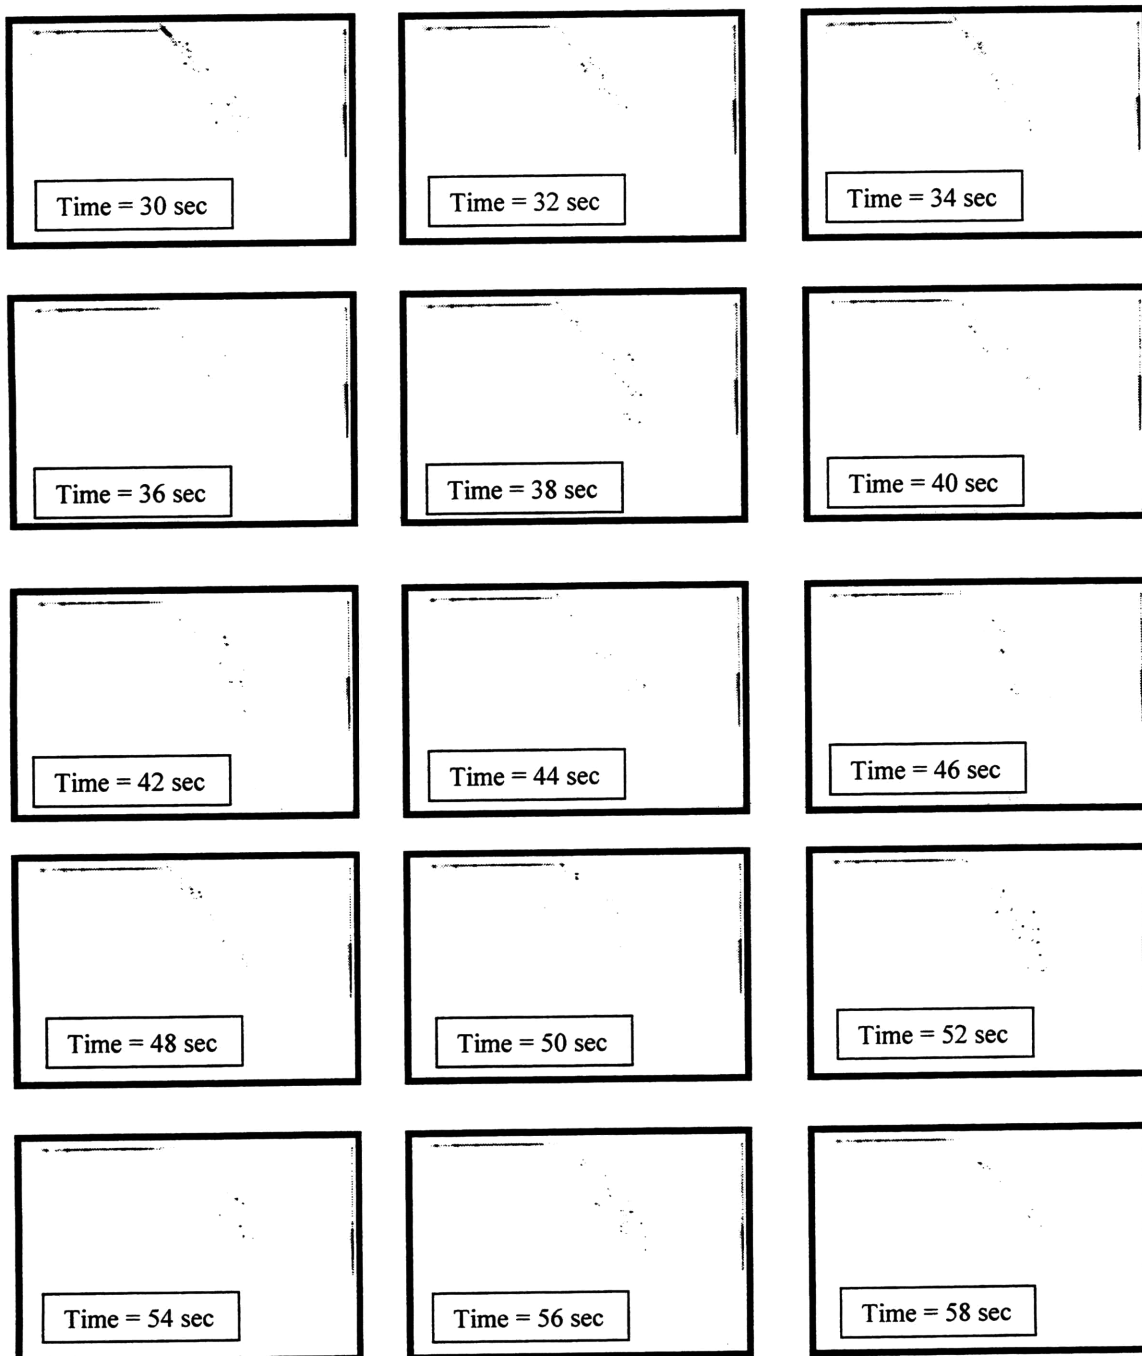 Time = 30 sec
Time = 32 sec
Time = 34 sec
Time = 36 sec
Time = 38 sec
Time = 40 sec
Time = 42 sec
Time = 44 sec
Time = 46 sec
Time = 48 sec
Time = 50 sec
Time = 52 sec
Time = 54 sec
Time = 56 sec
Time = 58 sec